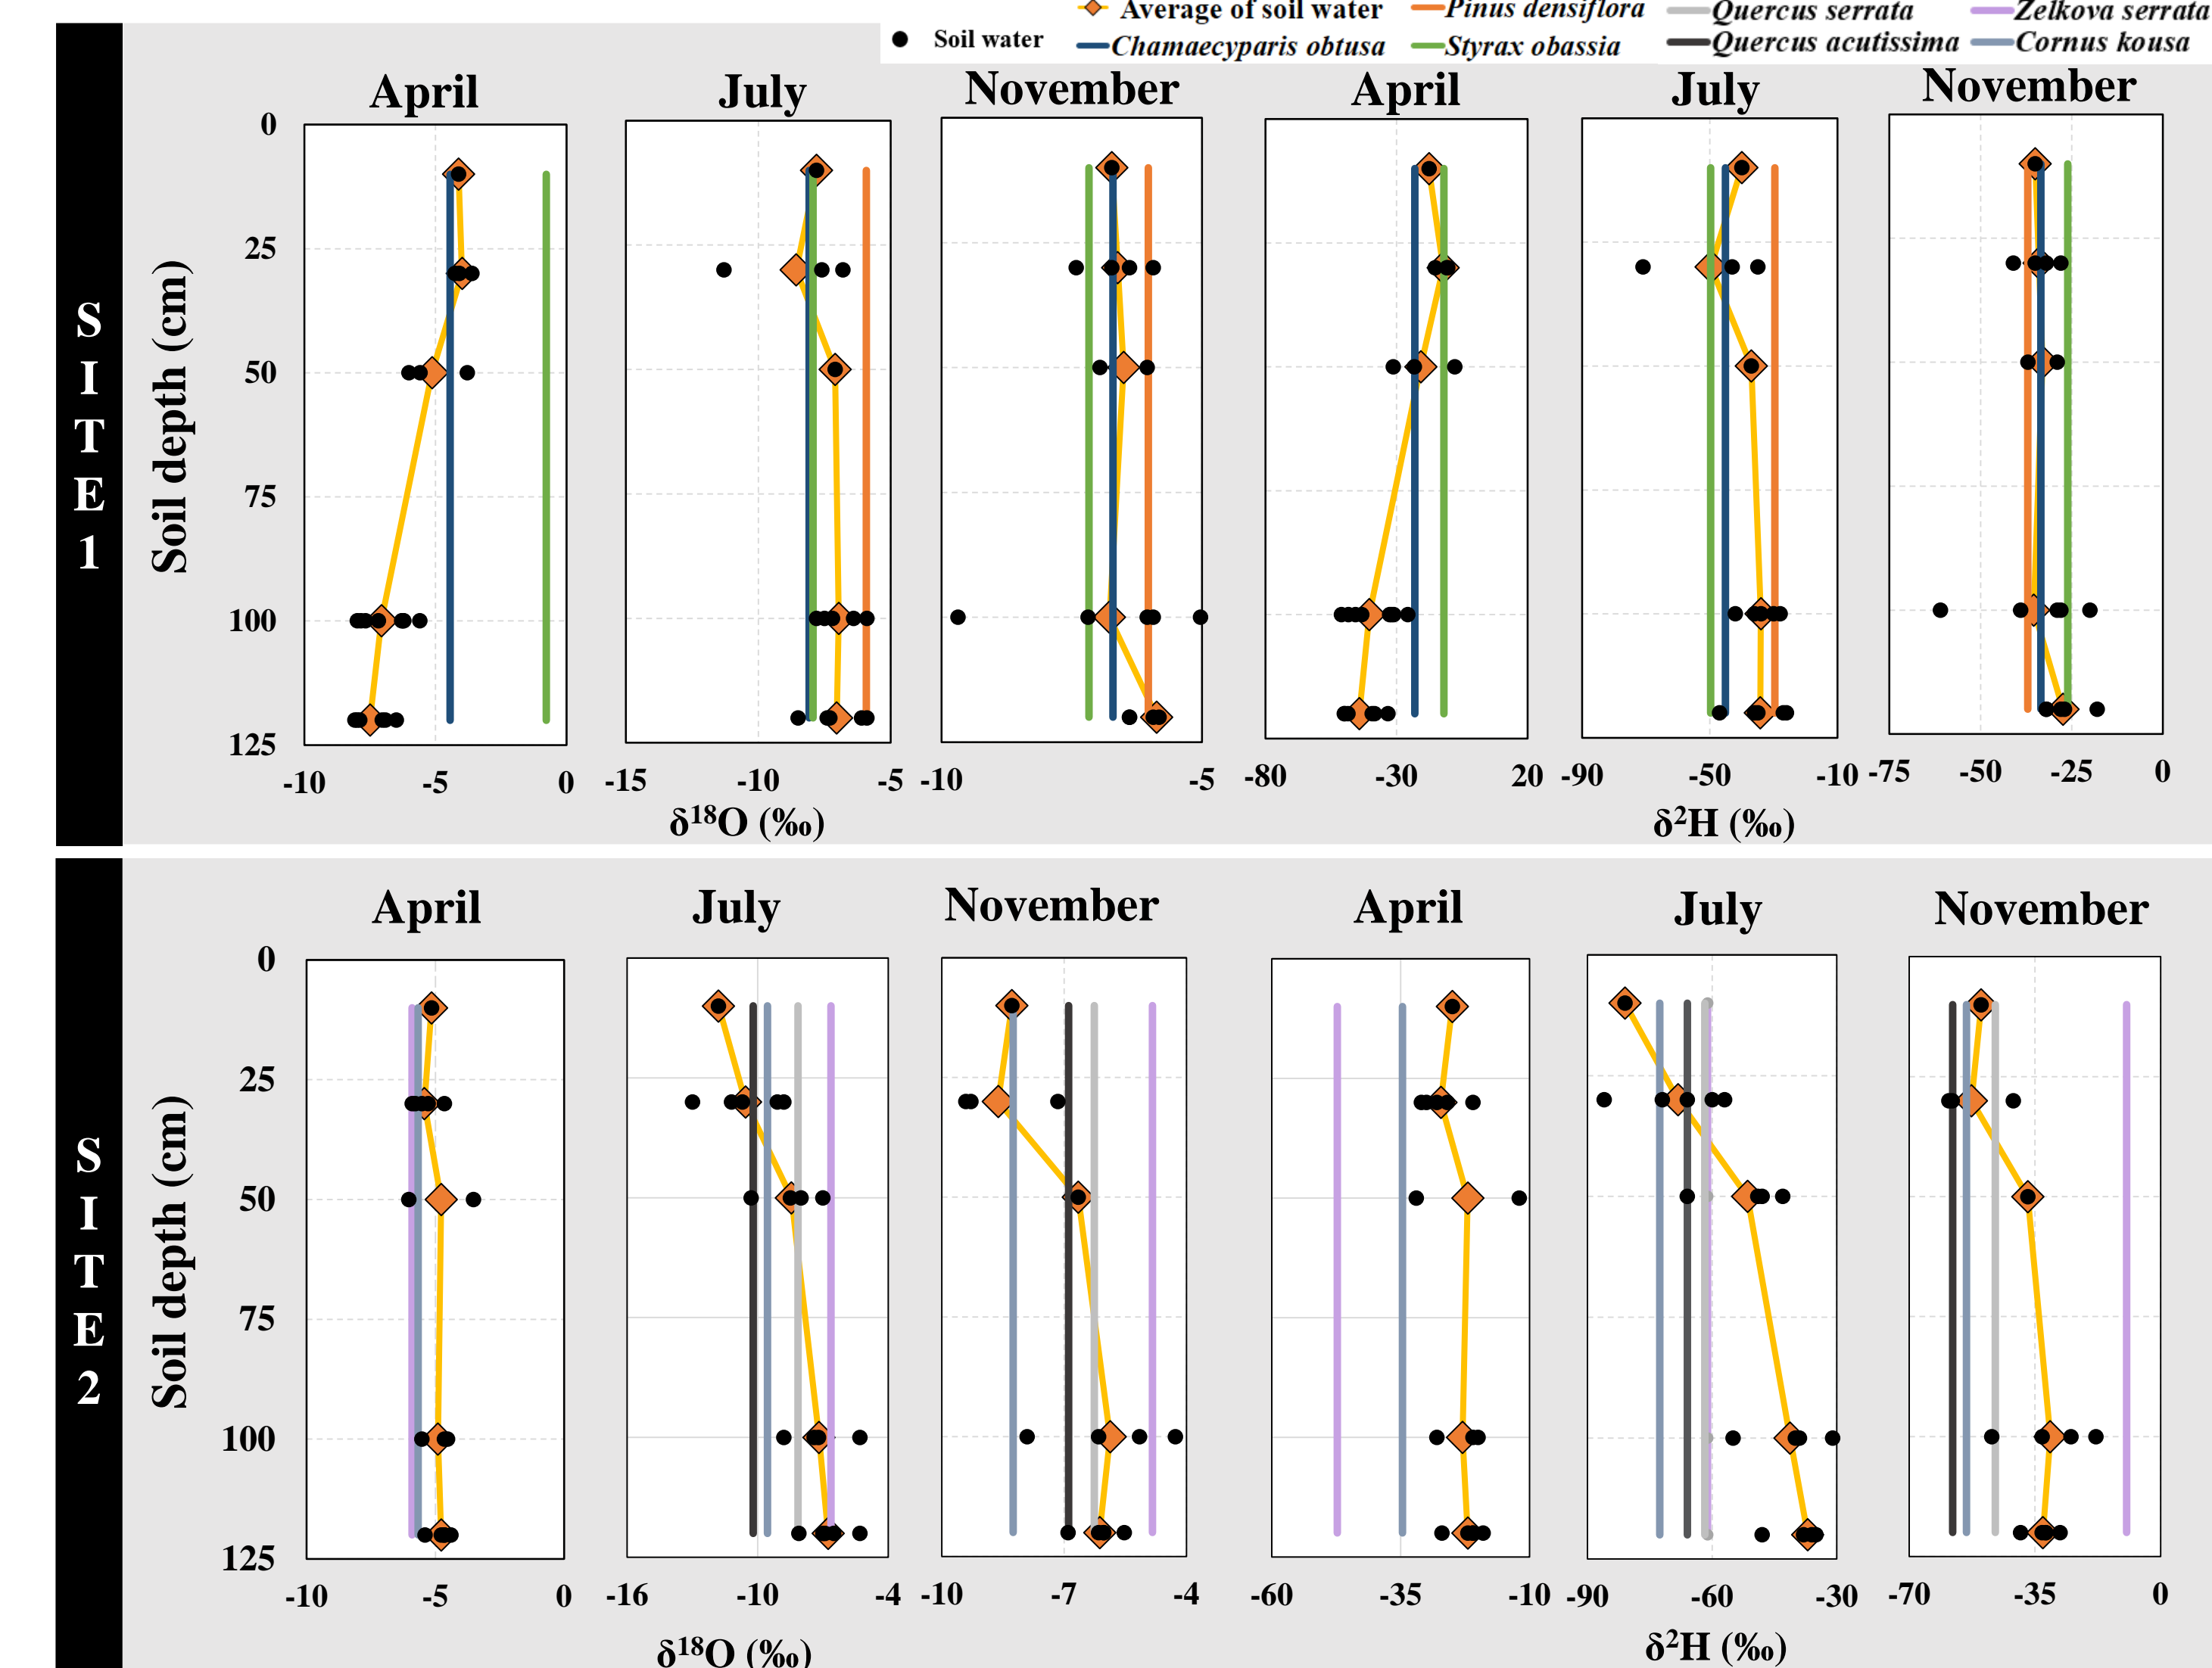 Average of soil water Pinus densiflora Quercus serrata Zelkova serrata
Soil water Chamaecyparis obtusa Styrax obassia Quercus acutissima Cornus kousa
SITE1
April July November April July November
Soil depth (cm)
0
25
50
75
100
125
-10 -5 0 -15 -10 -5 -10 -5 -80 -30 20 -90 -50 -10 -75 -50 -25 0
δ¹⁸O (‰) δ²H (‰)
SITE2
April July November April July November
Soil depth (cm)
0
25
50
75
100
125
-10 -5 0 -16 -10 -4 -10 -7 -4 -60 -35 -10 -90 -60 -30 -70 -35 0
δ¹⁸O (‰) δ²H (‰)